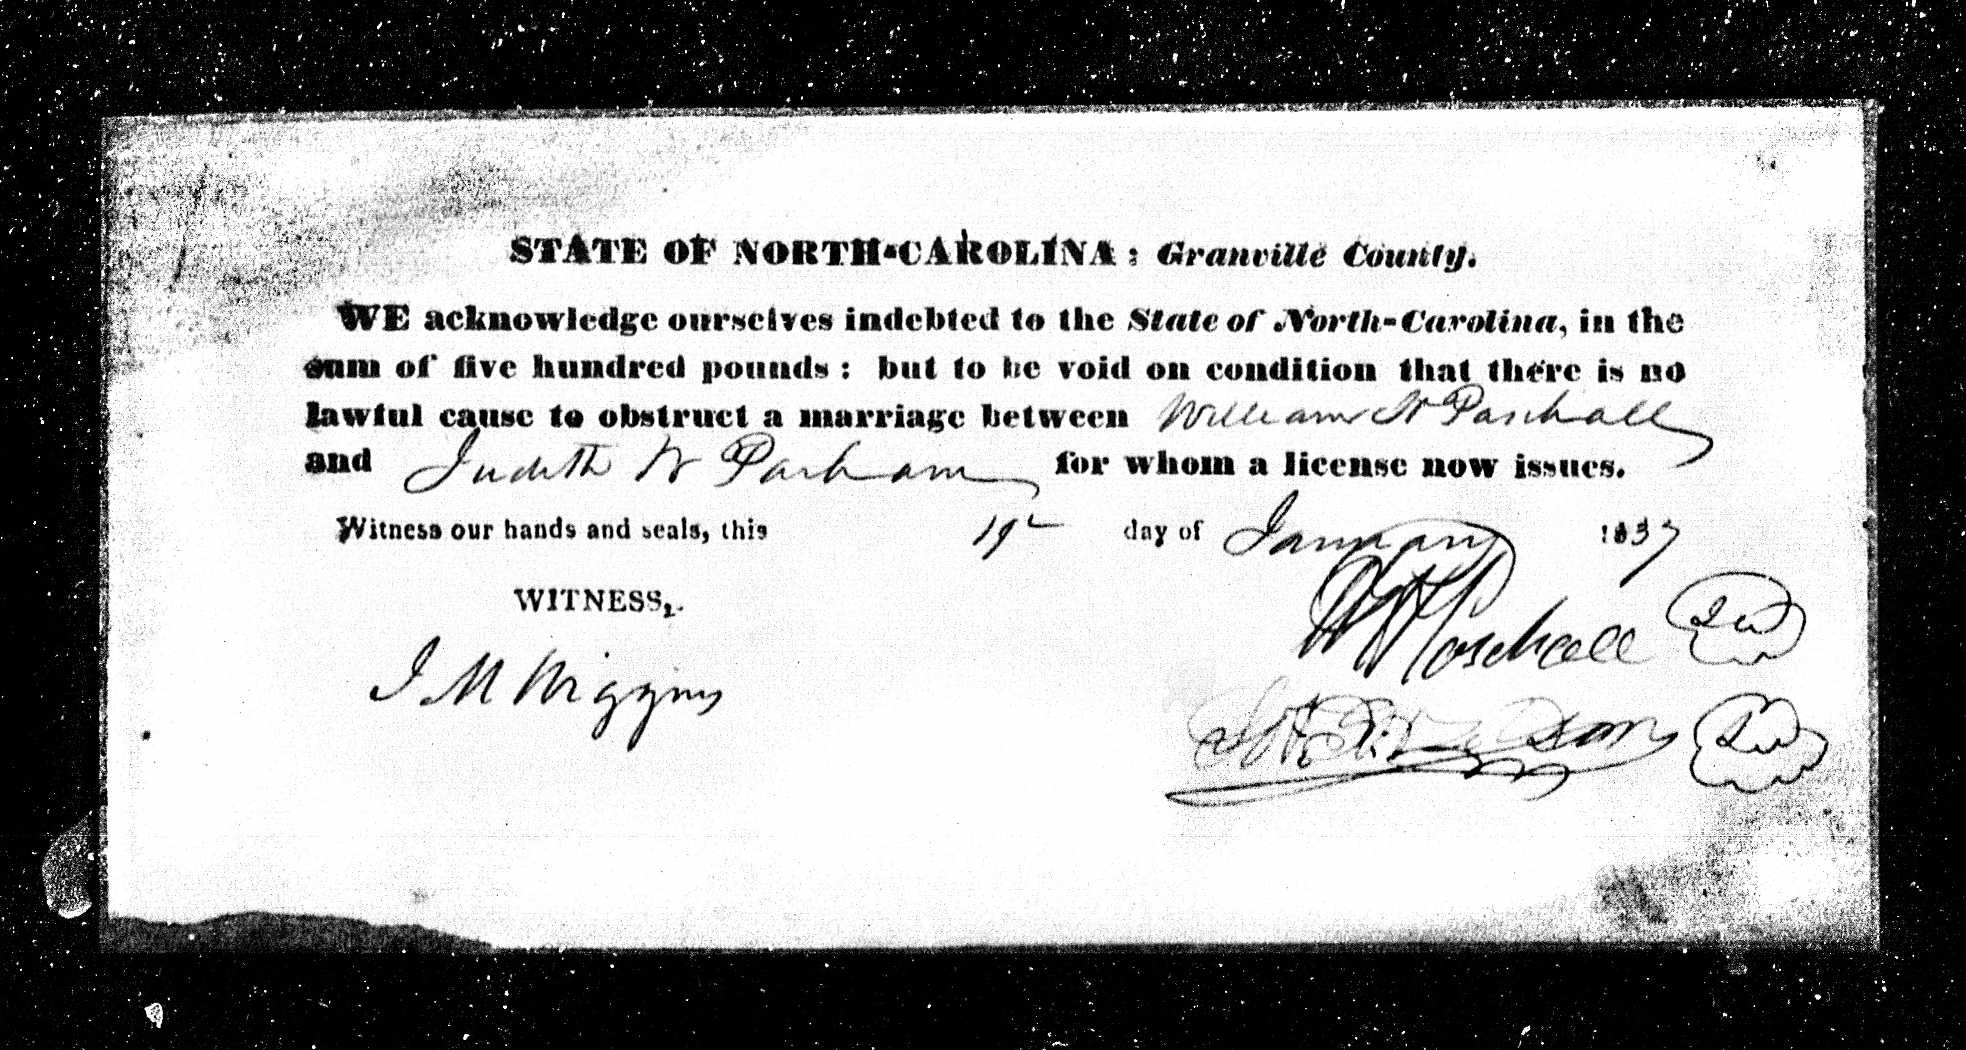 STATE OF NORTH-CAROLINA: Granville County.
WE acknowledge ourselves indebted to the State of North-Carolina, in the
sum of five hundred pounds: but to be void on condition that there is no
lawful cause to obstruct a marriage between William H Paschall
and Judith W Parham for whom a license now issues.
Witness our hands and seals, this 19 day of January 1837
WITNESS,
Paschall
J M Wiggins